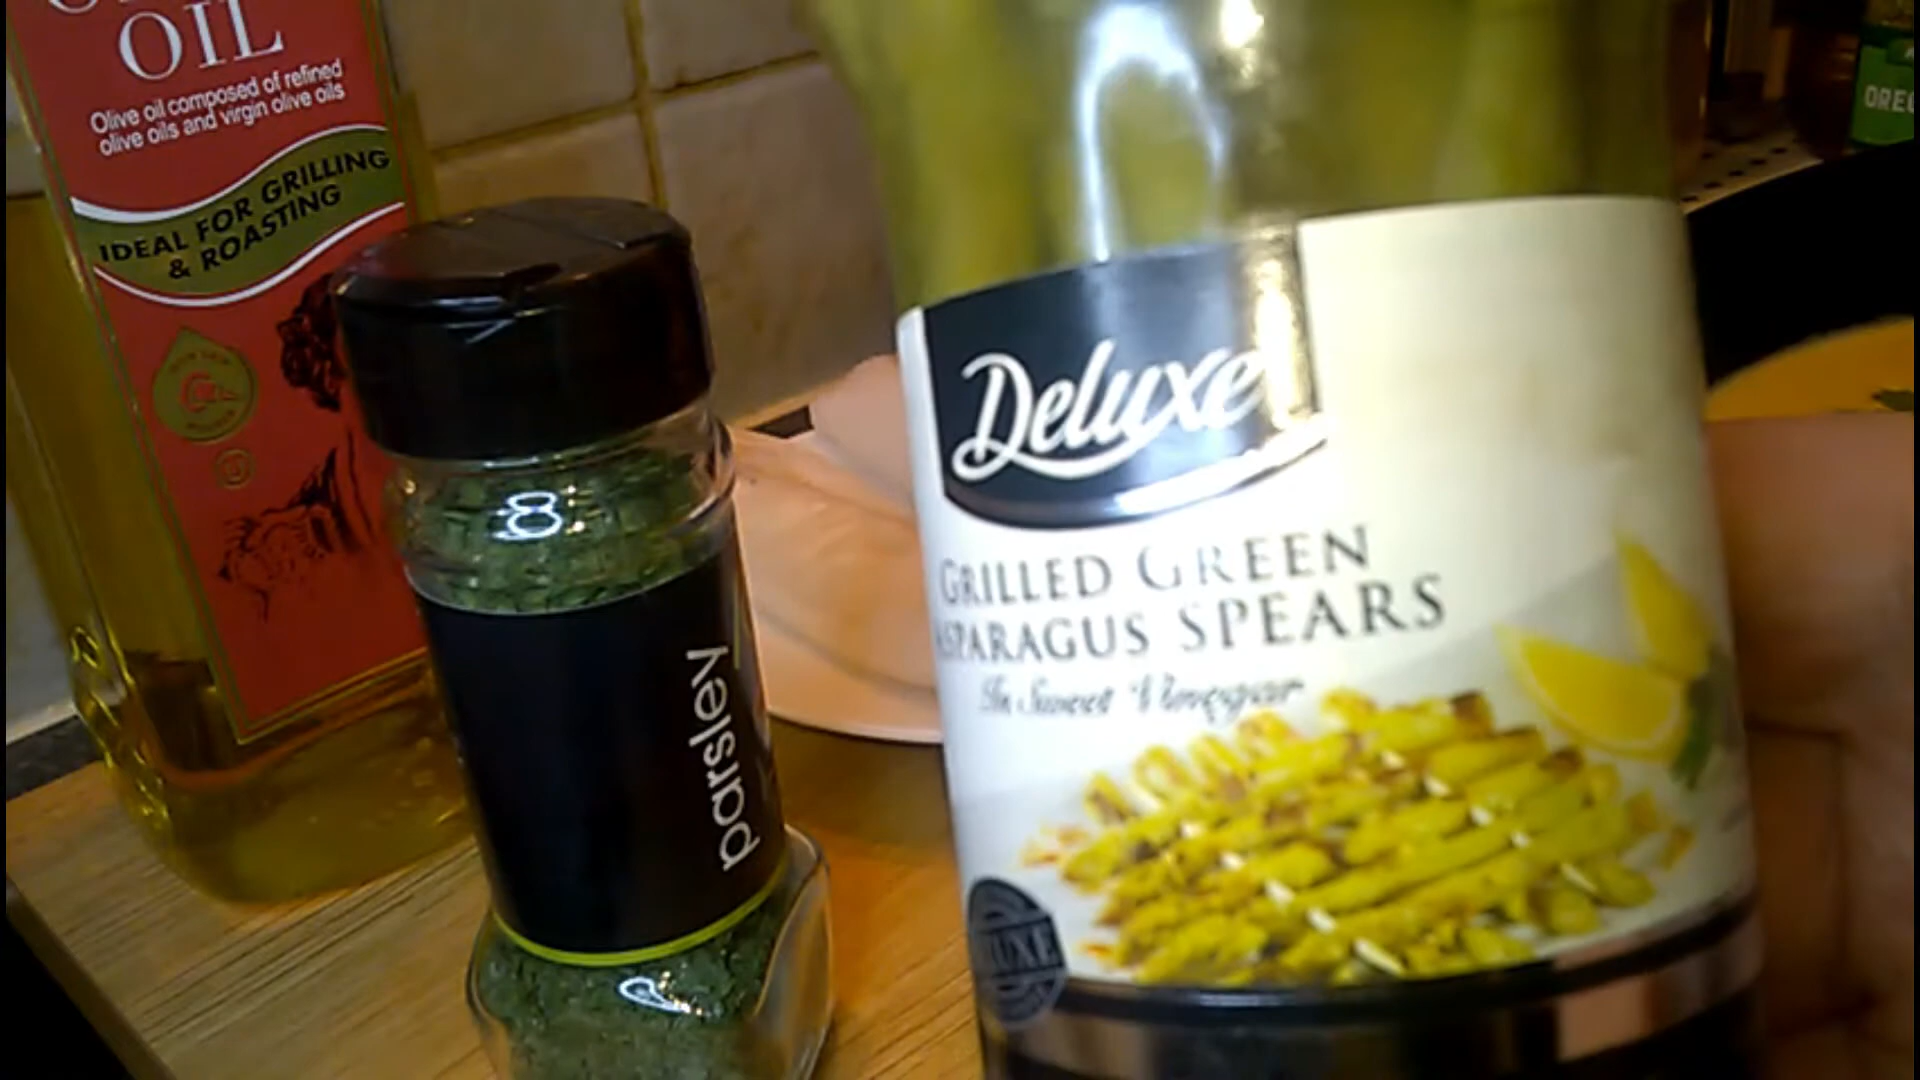 OIL
Olive oil composed of refined
olive oils and virgin olive oils
IDEAL FOR GRILLING
& ROASTING
parsley
Deluxe
GRILLED GREEN
ASPARAGUS SPEARS
In Sweet Vinegar